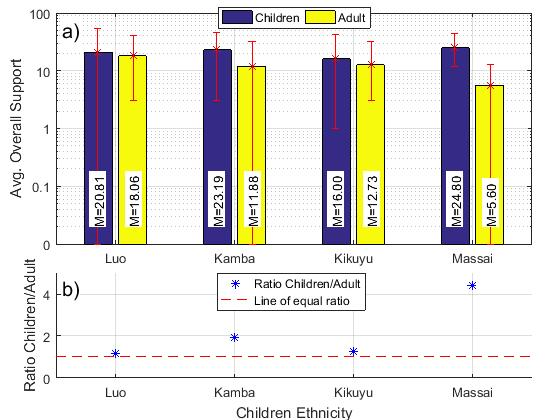 Children Adult
a)
100
10
1
0.1
0
Avg. Overall Support
M=20.81
M=18.06
M=23.19
M=11.88
M=16.00
M=12.73
M=24.80
M=5.60
Luo Kamba Kikuyu Massai
b)
Ratio Children/Adult
Line of equal ratio
4
2
0
Ratio Children/Adult
Luo Kamba Kikuyu Massai
Children Ethnicity